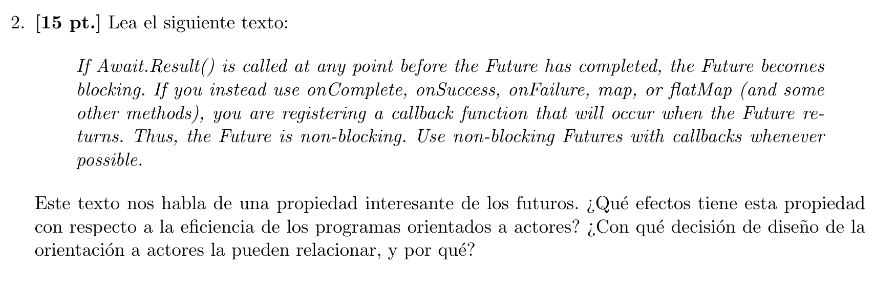 2. [15 pt.] Lea el siguiente texto:
If Await.Result() is called at any point before the Future has completed, the Future becomes
blocking. If you instead use onComplete, onSuccess, onFailure, map, or flatMap (and some
other methods), you are registering a callback function that will occur when the Future re-
turns. Thus, the Future is non-blocking. Use non-blocking Futures with callbacks whenever
possible.
Este texto nos habla de una propiedad interesante de los futuros. ¿Qué efectos tiene esta propiedad
con respecto a la eficiencia de los programas orientados a actores? ¿Con qué decisión de diseño de la
orientación a actores la pueden relacionar, y por qué?